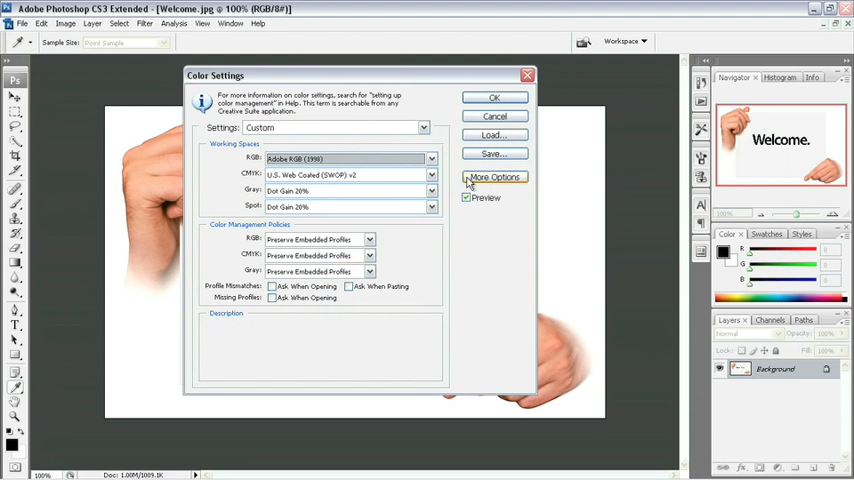 Adobe Photoshop CS3 Extended - [Welcome.jpg @ 100% (RGB/8#)]
File Edit Image Layer Select Filter Analysis View Window Help
Sample Size: Point Sample
Workspace
Color Settings
For more information on color settings, search for "setting up
color management" in Help. This term is searchable from any
Creative Suite application.
Settings: Custom
Working Spaces
RGB: Adobe RGB (1998)
CMYK: U.S. Web Coated (SWOP) v2
Gray: Dot Gain 20%
Spot: Dot Gain 20%
Color Management Policies
RGB: Preserve Embedded Profiles
CMYK: Preserve Embedded Profiles
Gray: Preserve Embedded Profiles
Profile Mismatches: Ask When Opening Ask When Pasting
Missing Profiles: Ask When Opening
Description
OK
Cancel
Load...
Save...
More Options
Preview
Navigator Histogram Info
Welcome.
100%
Color Swatches Styles
R 0
G 0
B 0
Layers Channels Paths
Normal Opacity: 100%
Lock: Fill: 100%
Background
100% Doc: 1.00M/1009.1K